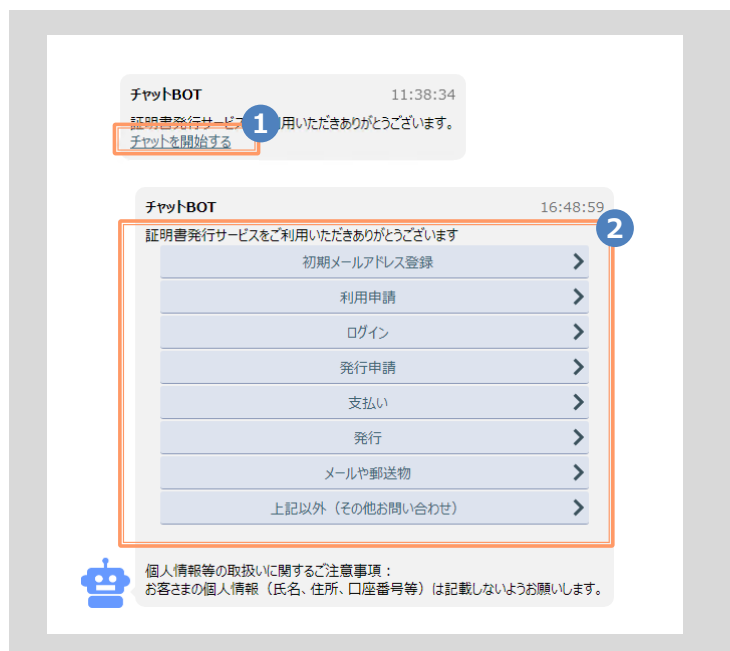 チャットBOT 11:38:34
証明書発行サービス 用いただきありがとうございます。
1
チャットを開始する
チャットBOT 16:48:59
2
証明書発行サービスをご利用いただきありがとうございます
初期メールアドレス登録
利用申請
ログイン
発行申請
支払い
発行
メールや郵送物
上記以外（その他お問い合わせ）
個人情報等の取扱いに関するご注意事項：
お客さまの個人情報（氏名、住所、口座番号等）は記載しないようお願いします。